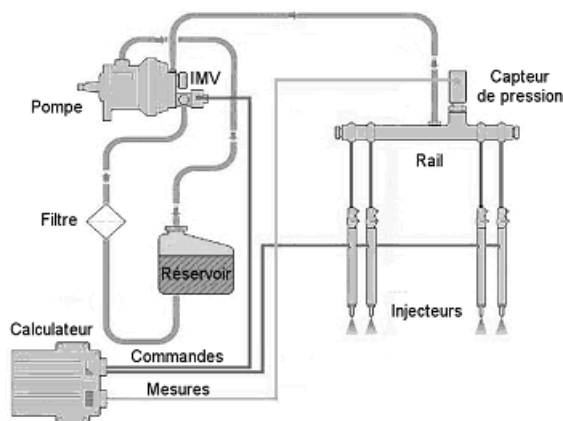 IMV
Capteur
de pression
Pompe
Rail
Filtre
Réservoir
Injecteurs
Calculateur
Commandes
Mesures